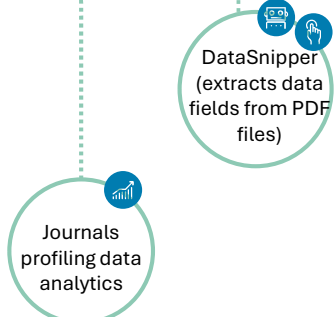 DataSnipper
(extracts data
fields from PDF
files)
Journals
profiling data
analytics